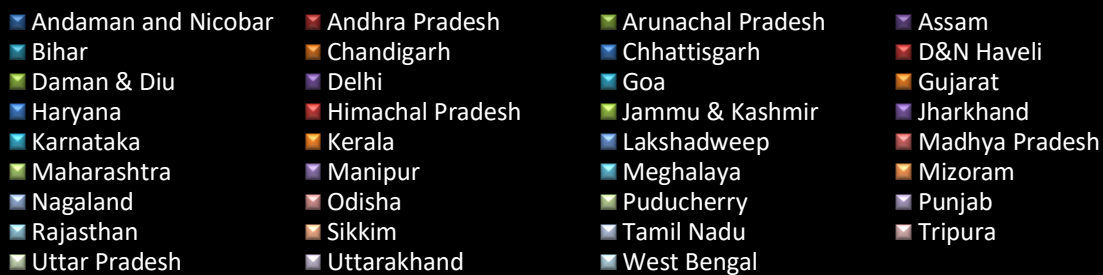 Andaman and Nicobar Andhra Pradesh Arunachal Pradesh Assam
Bihar Chandigarh Chhattisgarh D&N Haveli
Daman & Diu Delhi Goa Gujarat
Haryana Himachal Pradesh Jammu & Kashmir Jharkhand
Karnataka Kerala Lakshadweep Madhya Pradesh
Maharashtra Manipur Meghalaya Mizoram
Nagaland Odisha Puducherry Punjab
Rajasthan Sikkim Tamil Nadu Tripura
Uttar Pradesh Uttarakhand West Bengal